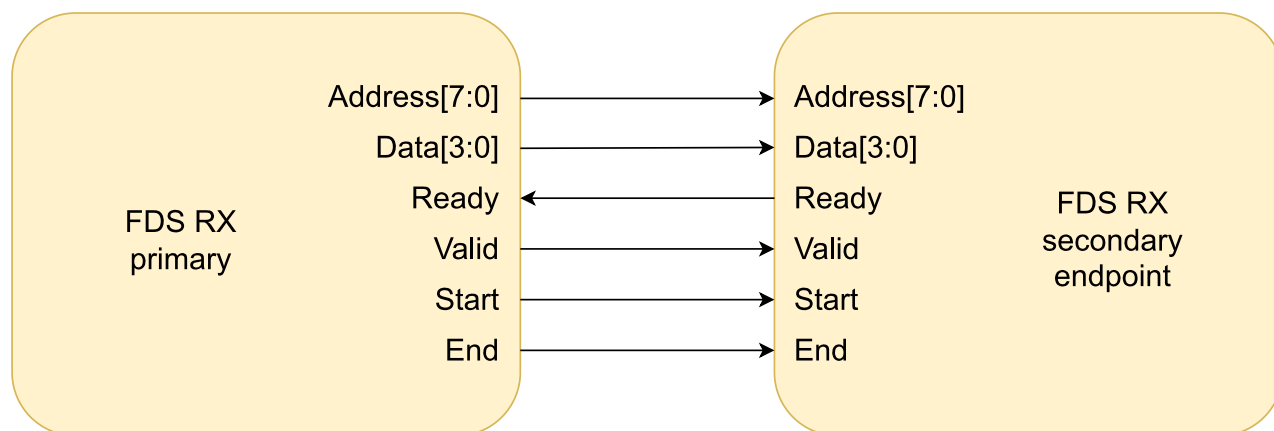 Address[7:0]
Data[3:0]
Ready
Valid
Start
End
FDS RX
primary
Address[7:0]
Data[3:0]
Ready
Valid
Start
End
FDS RX
secondary
endpoint